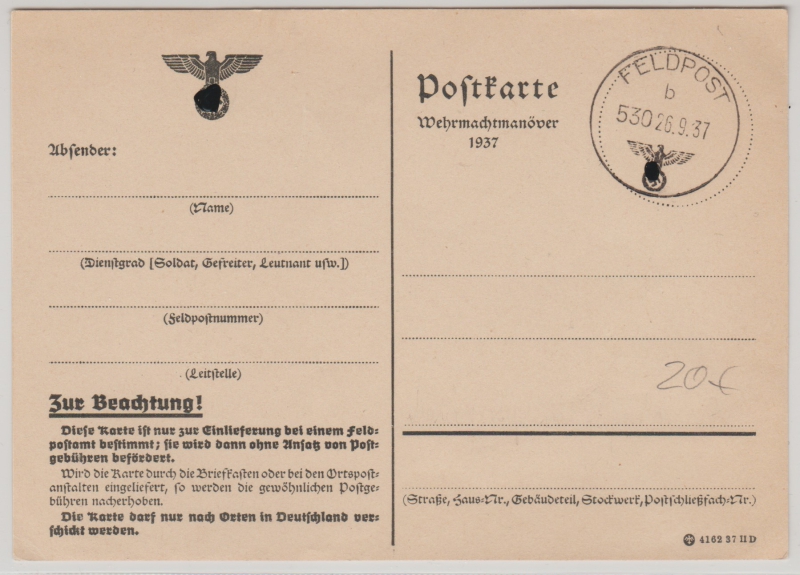 Absender:
(Name)
(Dienstgrad [Soldat, Gefreiter, Leutnant usw.])
(Feldpostnummer)
(Leitstelle)
Zur Beachtung!
Diese Karte ist nur zur Einlieferung bei einem Feld-
postamt bestimmt; sie wird dann ohne Ansatz von Post-
gebühren befördert.
Wird die Karte durch die Briefkasten oder bei den Ortspost-
anstalten eingeliefert, so werden die gewöhnlichen Postge-
bühren nacherhoben.
Die Karte darf nur nach Orten in Deutschland ver-
schickt werden.
Postkarte
Wehrmachtmanöver
1937
FELDPOST
b
530 26.9.37
20€
(Straße, Haus-Nr., Gebäudeteil, Stockwerk, Postschließfach-Nr.)
4162 37 II D